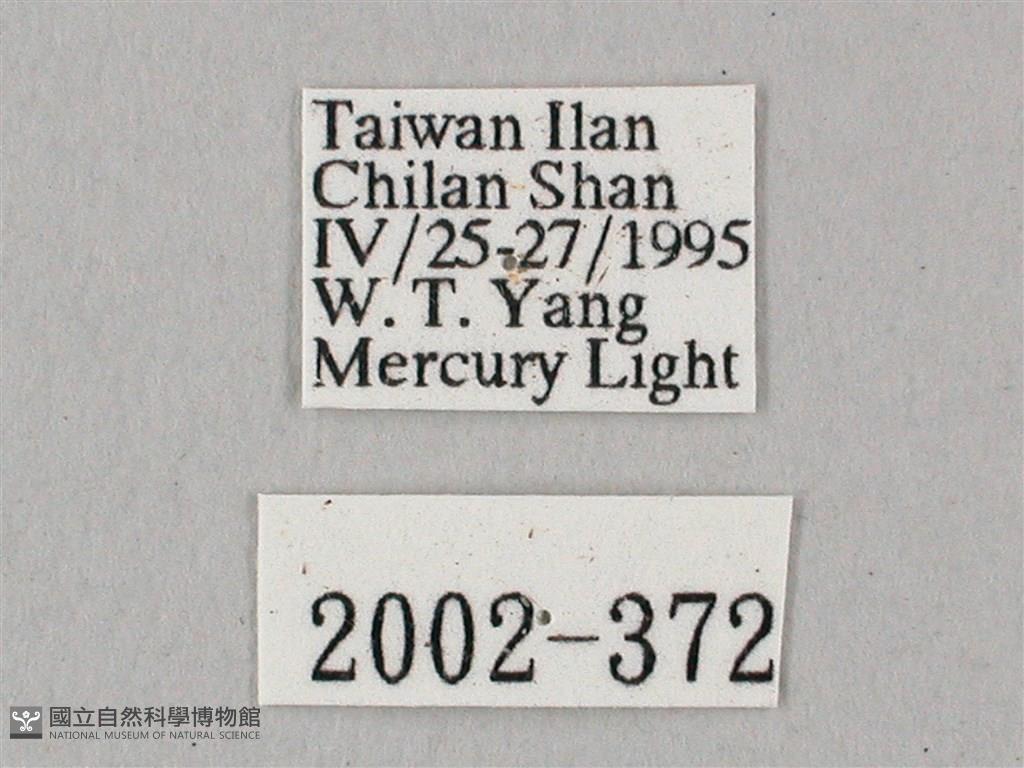 Taiwan Ilan
Chilan Shan
IV/25-27/1995
W. T. Yang
Mercury Light
2002-372
國立自然科學博物館
NATIONAL MUSEUM OF NATURAL SCIENCE